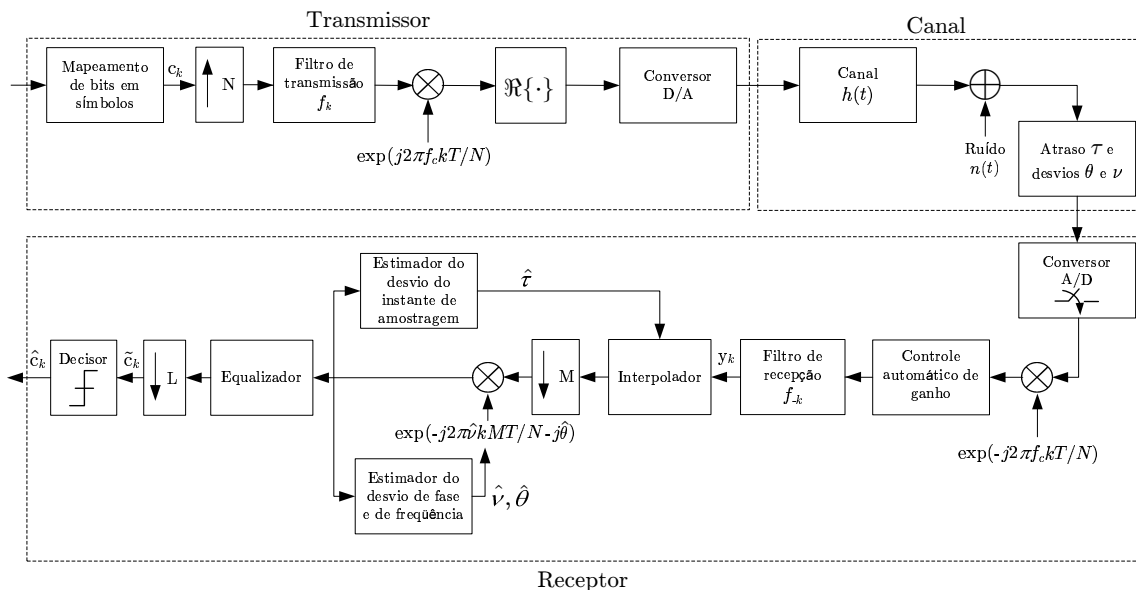 Transmissor
Canal
Mapeamento
de bits em
símbolos
c_k
N
Filtro de
transmissão
f_k
ℜ{·}
Conversor
D/A
exp(j2πf_ckT/N)
Canal
h(t)
Ruído
n(t)
Atraso τ e
desvios θ e ν
Conversor
A/D
Estimador do
desvio do
instante de
amostragem
τ̂
ĉ_k
Decisor
c̃_k
L
Equalizador
M
Interpolador
y_k
Filtro de
recepção
f_-k
Controle
automático de
ganho
exp(-j2πν̂kMT/N-jθ̂)
exp(-j2πf_ckT/N)
Estimador do
desvio de fase
e de freqüência
ν̂, θ̂
Receptor